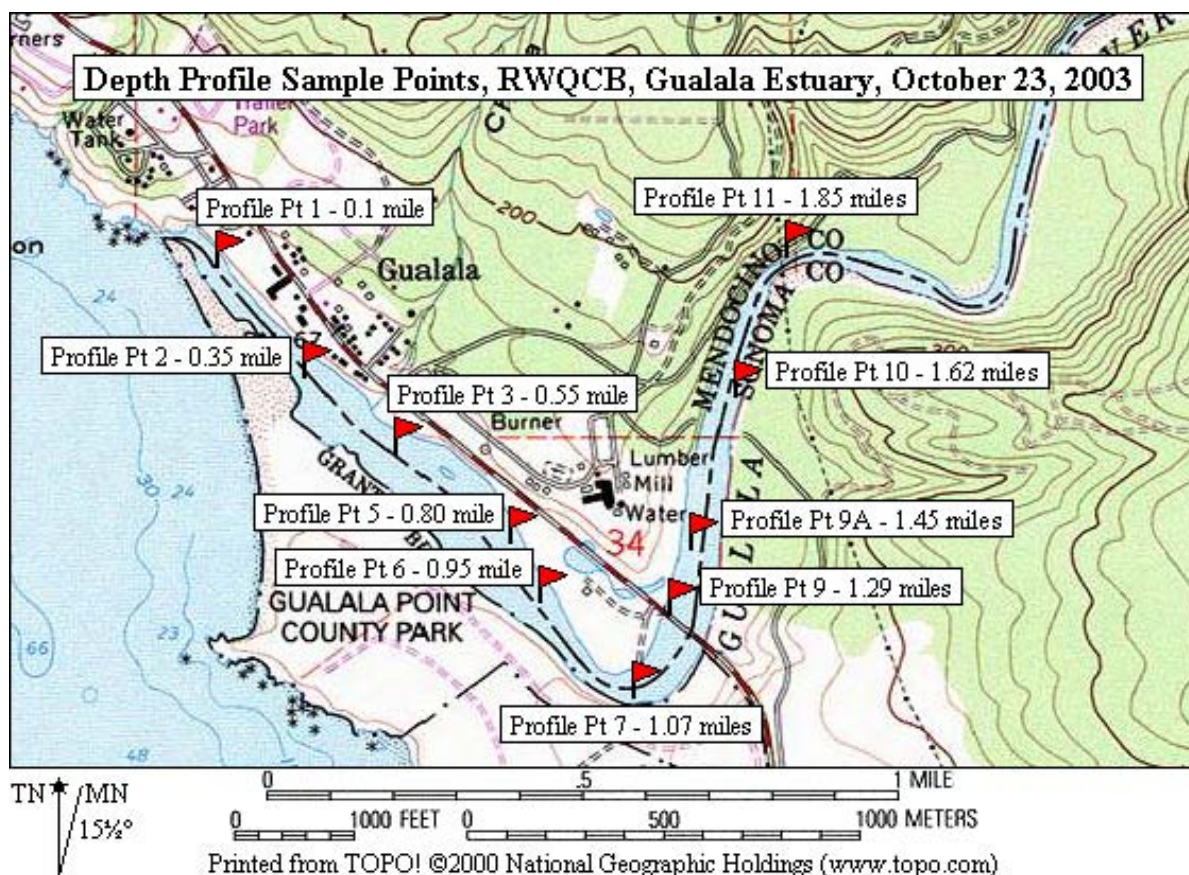 rners
Depth Profile Sample Points, RWQCB, Gualala Estuary, October 23, 2003
Trailer
Park
Water
Tank
Profile Pt 1 - 0.1 mile
Profile Pt 11 - 1.85 miles
200
on
24
Gualala
MENDOCINO CO
SONOMA CO
Profile Pt 2 - 0.35 mile
Profile Pt 10 - 1.62 miles
Profile Pt 3 - 0.55 mile
Burner
Lumber
Mill
Water
30
24
Profile Pt 5 - 0.80 mile
Profile Pt 9A - 1.45 miles
34
Profile Pt 6 - 0.95 mile
Profile Pt 9 - 1.29 miles
GUALALA POINT
COUNTY PARK
GUALALA
23
66
Profile Pt 7 - 1.07 miles
48
TN
MN
15½°
0 .5 1 MILE
0 1000 FEET 0 500 1000 METERS
Printed from TOPO! ©2000 National Geographic Holdings (www.topo.com)